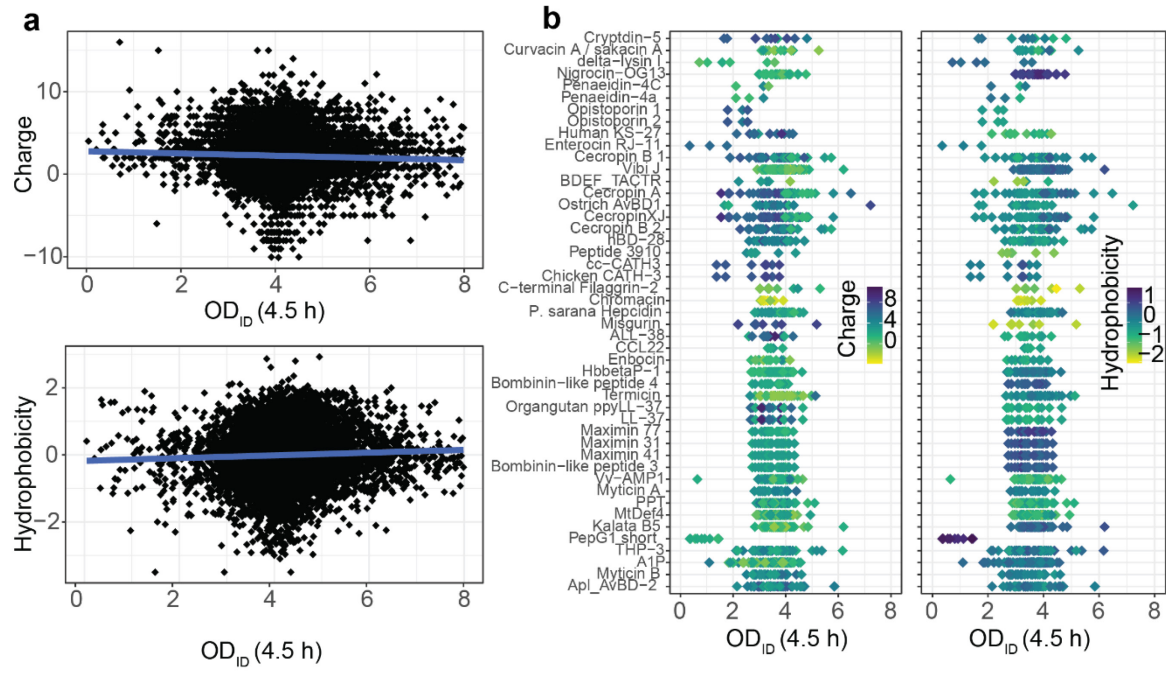 a
Charge
10
0
−10
0 2 4 6 8
OD_ID (4.5 h)
Hydrophobicity
2
0
−2
0 2 4 6 8
OD_ID (4.5 h)
b
Cryptdin−5
Curvacin A / sakacin A
delta−lysin I
Nigrocin−OG13
Penaeidin−4C
Penaeidin−4a
Opistoporin 1
Opistoporin 2
Human KS−27
Enterocin RJ−11
Cecropin B 1
Vibi J
BDEF_TACTR
Cecropin A
Ostrich AvBD1
CecropinXJ
Cecropin B 2
hBD−28
Peptide 3910
cc−CATH3
Chicken CATH−3
C−terminal Filaggrin−2
Chromacin
P. sarana Hepcidin
Misgurin
ALL−38
CCL22
Enbocin
HbbetaP−1
Bombinin−like peptide 4
Termicin
Organgutan ppyLL−37
LL−37
Maximin 77
Maximin 31
Maximin 41
Bombinin−like peptide 3
VV−AMP1
Myticin A
PPT
MtDef4
Kalata B5
PepG1 short
THP−3
A1P
Myticin B
Apl_AvBD−2
Charge
8
4
0
0 2 4 6 8
OD_ID (4.5 h)
Hydrophobicity
1
0
−1
−2
0 2 4 6 8
OD_ID (4.5 h)